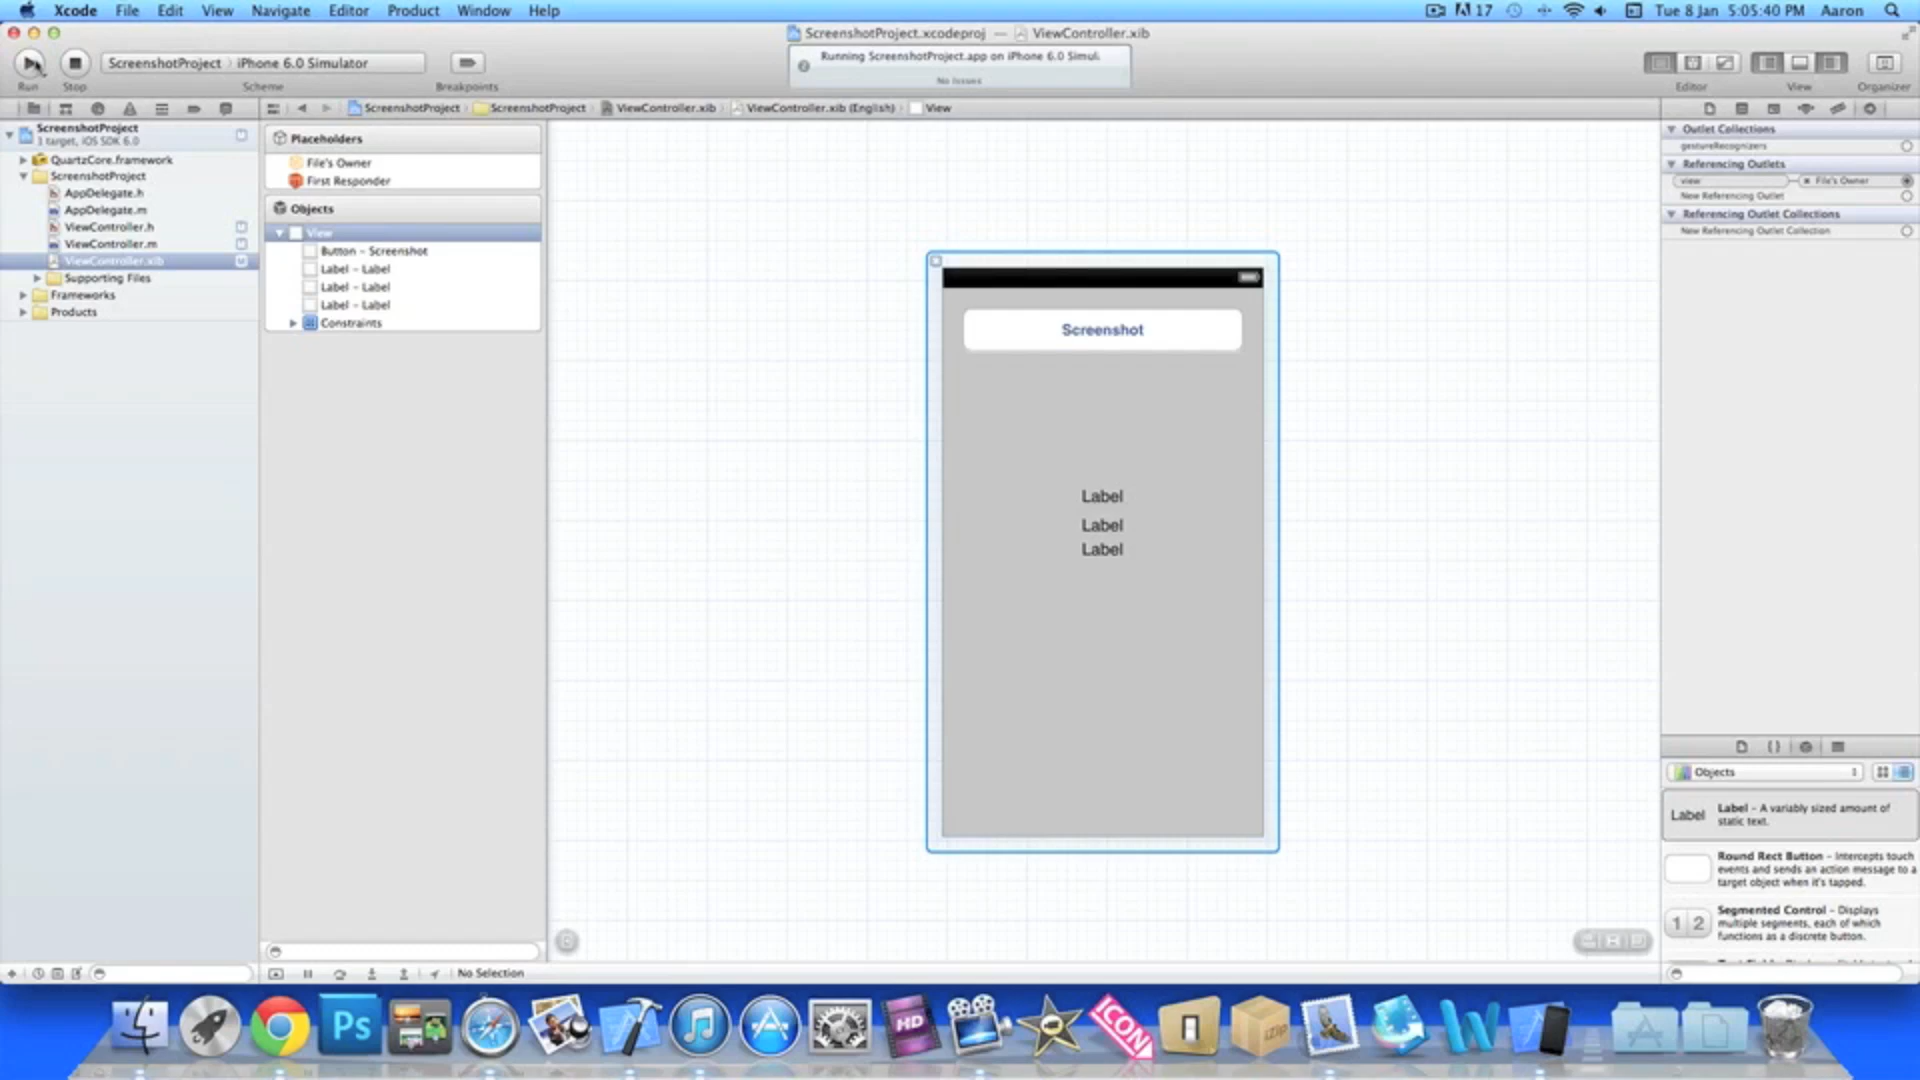 Xcode File Edit View Navigate Editor Product Window Help
17 Tue 8 Jan 5:05:40 PM Aaron
ScreenshotProject.xcodeproj — ViewController.xib
ScreenshotProject › iPhone 6.0 Simulator
Running ScreenshotProject.app on iPhone 6.0 Simul.
No Issues
Run Stop Scheme Breakpoints Editor View Organizer
ScreenshotProject ScreenshotProject ViewController.xib ViewController.xib (English) View
ScreenshotProject
1 target, iOS SDK 6.0
QuartzCore.framework
ScreenshotProject
AppDelegate.h
AppDelegate.m
ViewController.h
ViewController.m
ViewController.xib
Supporting Files
Frameworks
Products
Placeholders
File's Owner
First Responder
Objects
View
Button - Screenshot
Label - Label
Label - Label
Label - Label
Constraints
Screenshot
Label
Label
Label
No Selection
Outlet Collections
gestureRecognizers
Referencing Outlets
view File's Owner
New Referencing Outlet
Referencing Outlet Collections
New Referencing Outlet Collection
Objects
Label
Label - A variably sized amount of
static text.
Round Rect Button - Intercepts touch
events and sends an action message to a
target object when it's tapped.
1 2
Segmented Control - Displays
multiple segments, each of which
functions as a discrete button.
Ps
HD
ICON
iZip
W